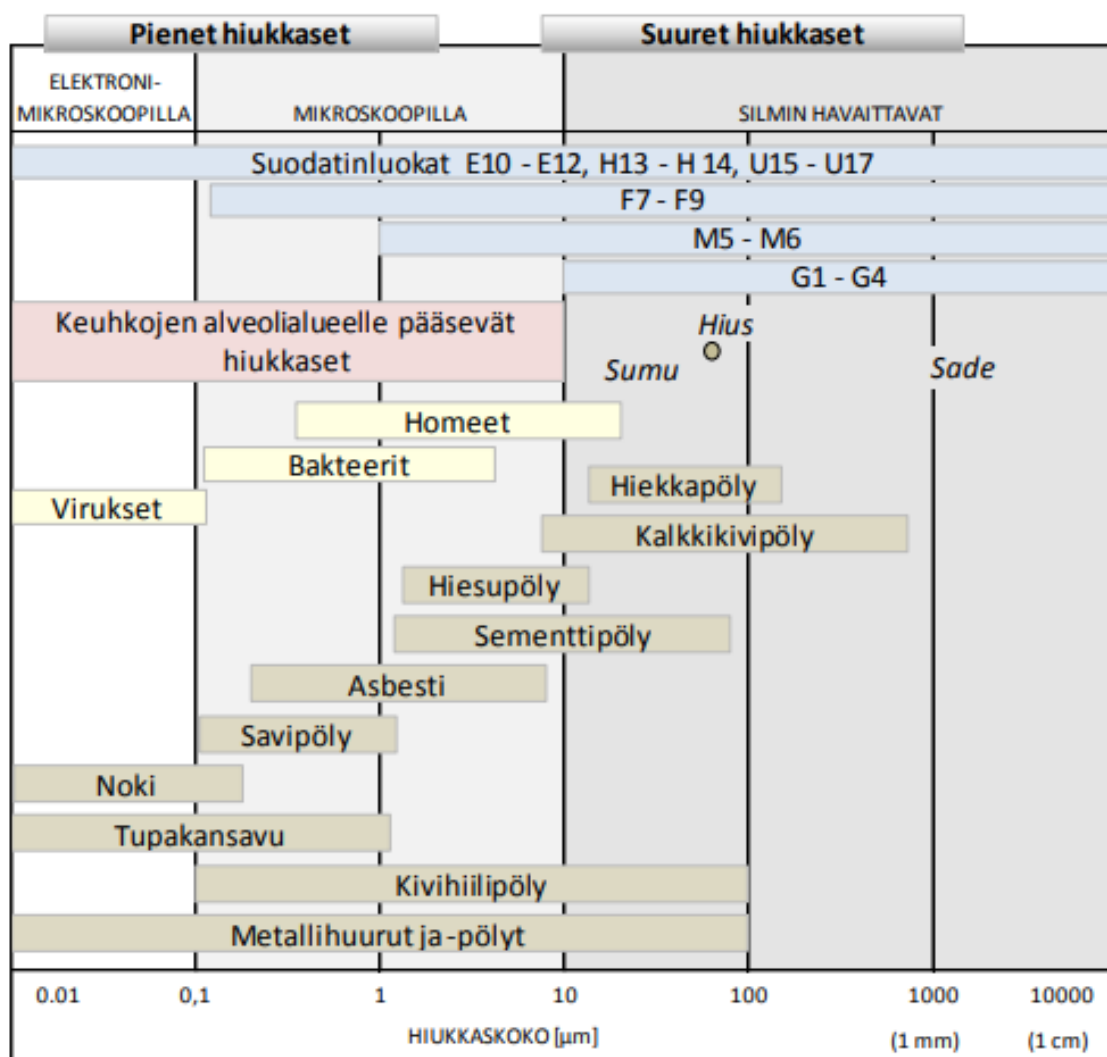 Pienet hiukkaset
Suuret hiukkaset
ELEKTRONI-
MIKROSKOOPILLA
MIKROSKOOPILLA
SILMIN HAVAITTAVAT
Suodatinluokat E10 - E12, H13 - H 14, U15 - U17
F7 - F9
M5 - M6
G1 - G4
Keuhkojen alveolialueelle pääsevät
hiukkaset
Hius
Sumu
Sade
Homeet
Bakteerit
Hiekkapöly
Virukset
Kalkkikivipöly
Hiesupöly
Sementtipöly
Asbesti
Savipöly
Noki
Tupakansavu
Kivihiilipöly
Metallihuurut ja -pölyt
0.01 0,1 1 10 100 1000 10000
HIUKKASKOKO [µm] (1 mm) (1 cm)